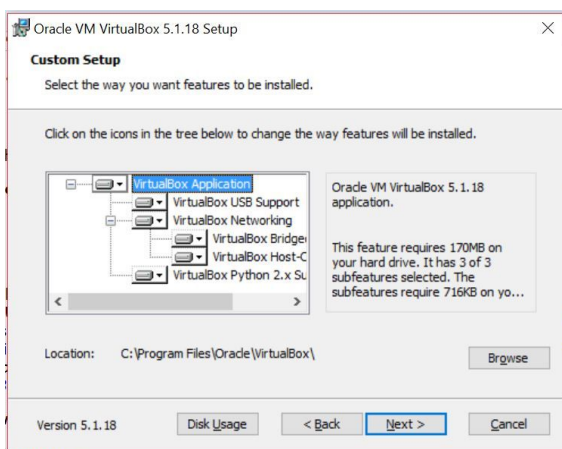 Oracle VM VirtualBox 5.1.18 Setup
Custom Setup
Select the way you want features to be installed.
Click on the icons in the tree below to change the way features will be installed.
VirtualBox Application
VirtualBox USB Support
VirtualBox Networking
VirtualBox Bridge
VirtualBox Host-C
VirtualBox Python 2.x Su
Oracle VM VirtualBox 5.1.18
application.
This feature requires 170MB on
your hard drive. It has 3 of 3
subfeatures selected. The
subfeatures require 716KB on yo...
Location: C:\Program Files\Oracle\VirtualBox\
Browse
Version 5.1.18
Disk Usage
< Back
Next >
Cancel